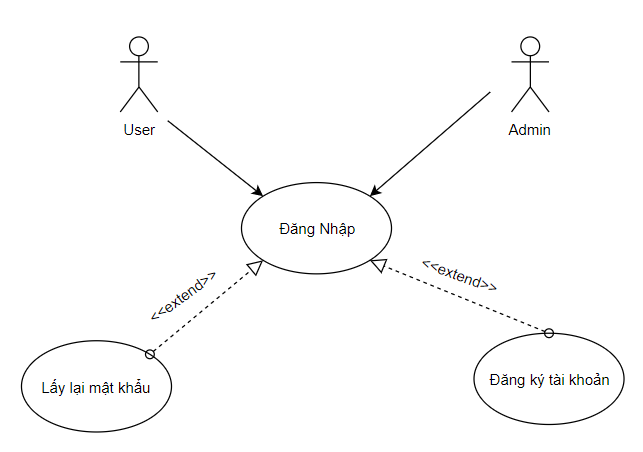 User
Admin
Đăng Nhập
<<extend>>
<<extend>>
Lấy lại mật khẩu
Đăng ký tài khoản